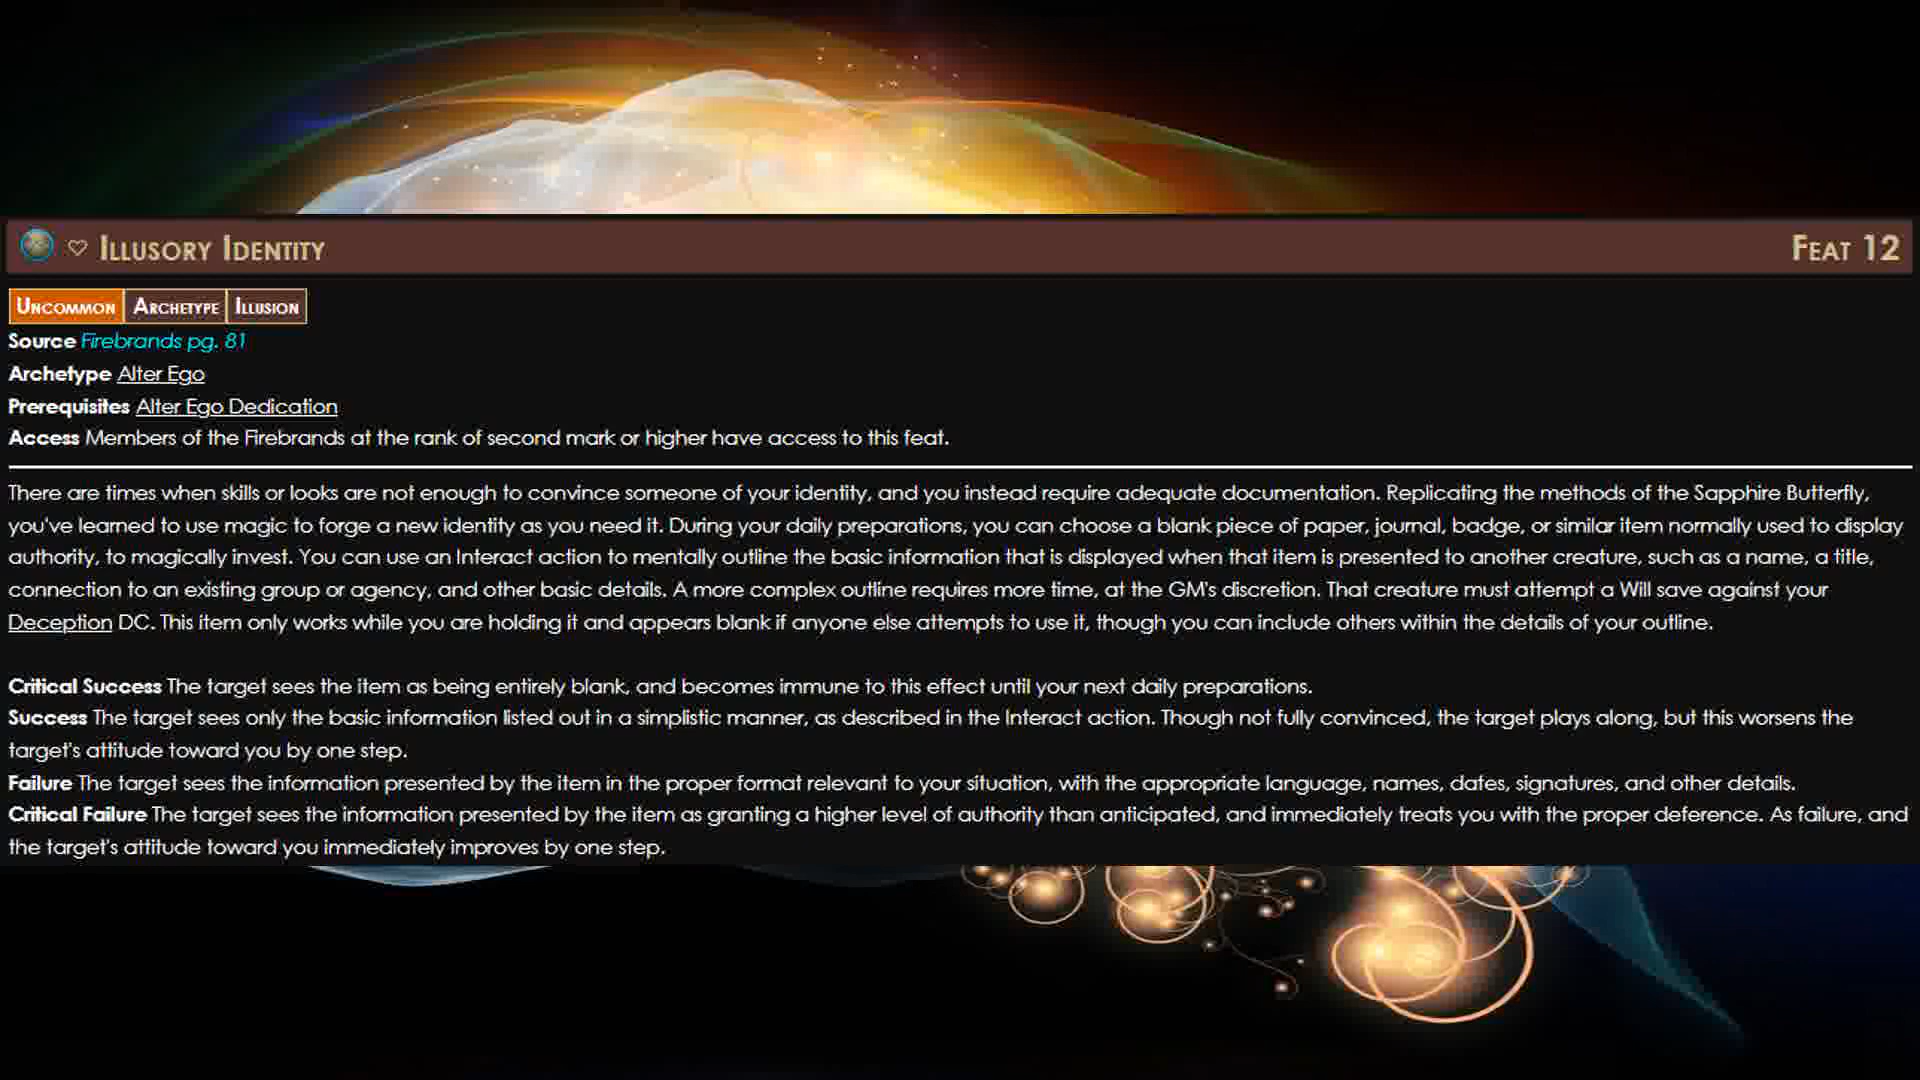 Illusory Identity Feat 12
Uncommon Archetype Illusion
Source Firebrands pg. 81
Archetype Alter Ego
Prerequisites Alter Ego Dedication
Access Members of the Firebrands at the rank of second mark or higher have access to this feat.
There are times when skills or looks are not enough to convince someone of your identity, and you instead require adequate documentation. Replicating the methods of the Sapphire Butterfly,
you've learned to use magic to forge a new identity as you need it. During your daily preparations, you can choose a blank piece of paper, journal, badge, or similar item normally used to display
authority, to magically invest. You can use an Interact action to mentally outline the basic information that is displayed when that item is presented to another creature, such as a name, a title,
connection to an existing group or agency, and other basic details. A more complex outline requires more time, at the GM's discretion. That creature must attempt a Will save against your
Deception DC. This item only works while you are holding it and appears blank if anyone else attempts to use it, though you can include others within the details of your outline.
Critical Success The target sees the item as being entirely blank, and becomes immune to this effect until your next daily preparations.
Success The target sees only the basic information listed out in a simplistic manner, as described in the Interact action. Though not fully convinced, the target plays along, but this worsens the
target's attitude toward you by one step.
Failure The target sees the information presented by the item in the proper format relevant to your situation, with the appropriate language, names, dates, signatures, and other details.
Critical Failure The target sees the information presented by the item as granting a higher level of authority than anticipated, and immediately treats you with the proper deference. As failure, and
the target's attitude toward you immediately improves by one step.